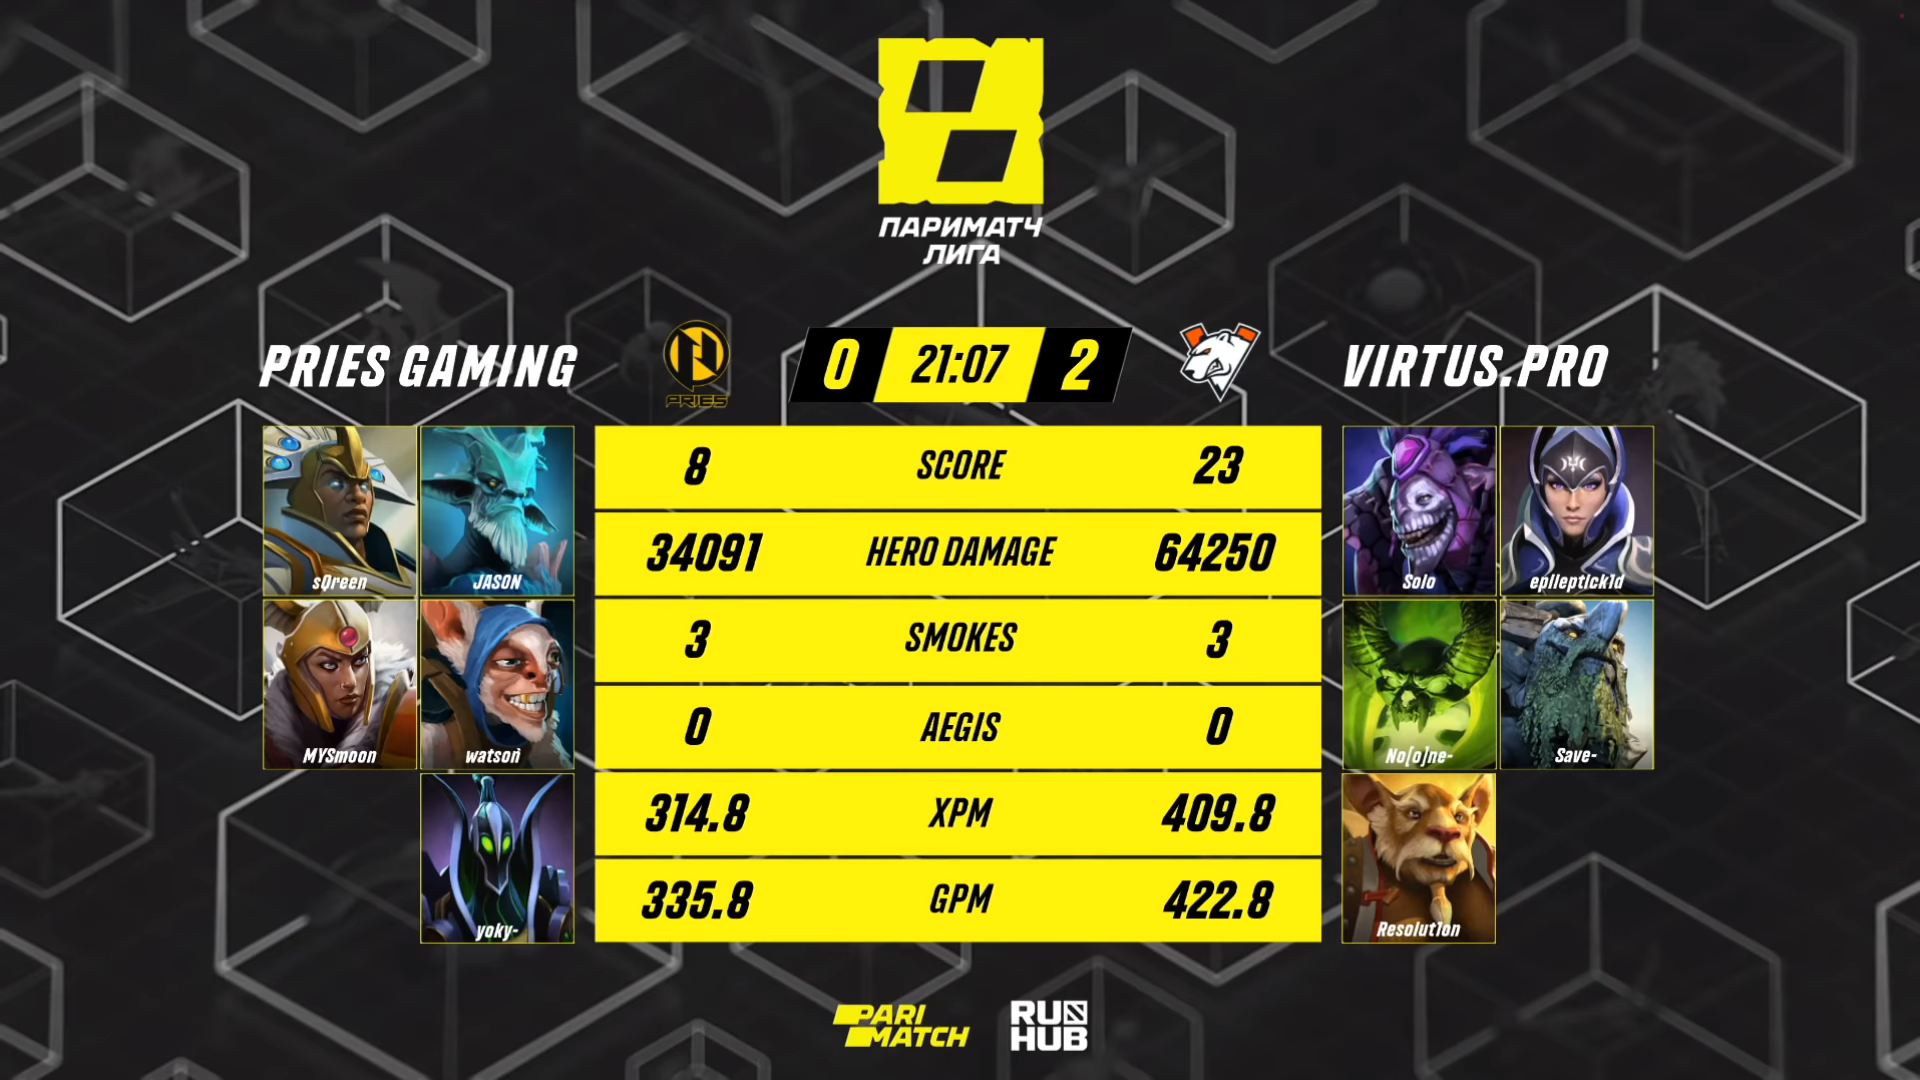 ПАРИМАТЧ
ЛИГА
PRIES GAMING
PRIES
0 21:07 2
VIRTUS.PRO
8 SCORE 23
34091 HERO DAMAGE 64250
3 SMOKES 3
0 AEGIS 0
314.8 XPM 409.8
335.8 GPM 422.8
sQreen
JASON
MYSmoon
watson
yoky-
Solo
epileptick1d
No[o]ne-
Save-
Resolut1on
PARI
MATCH
RU
HUB